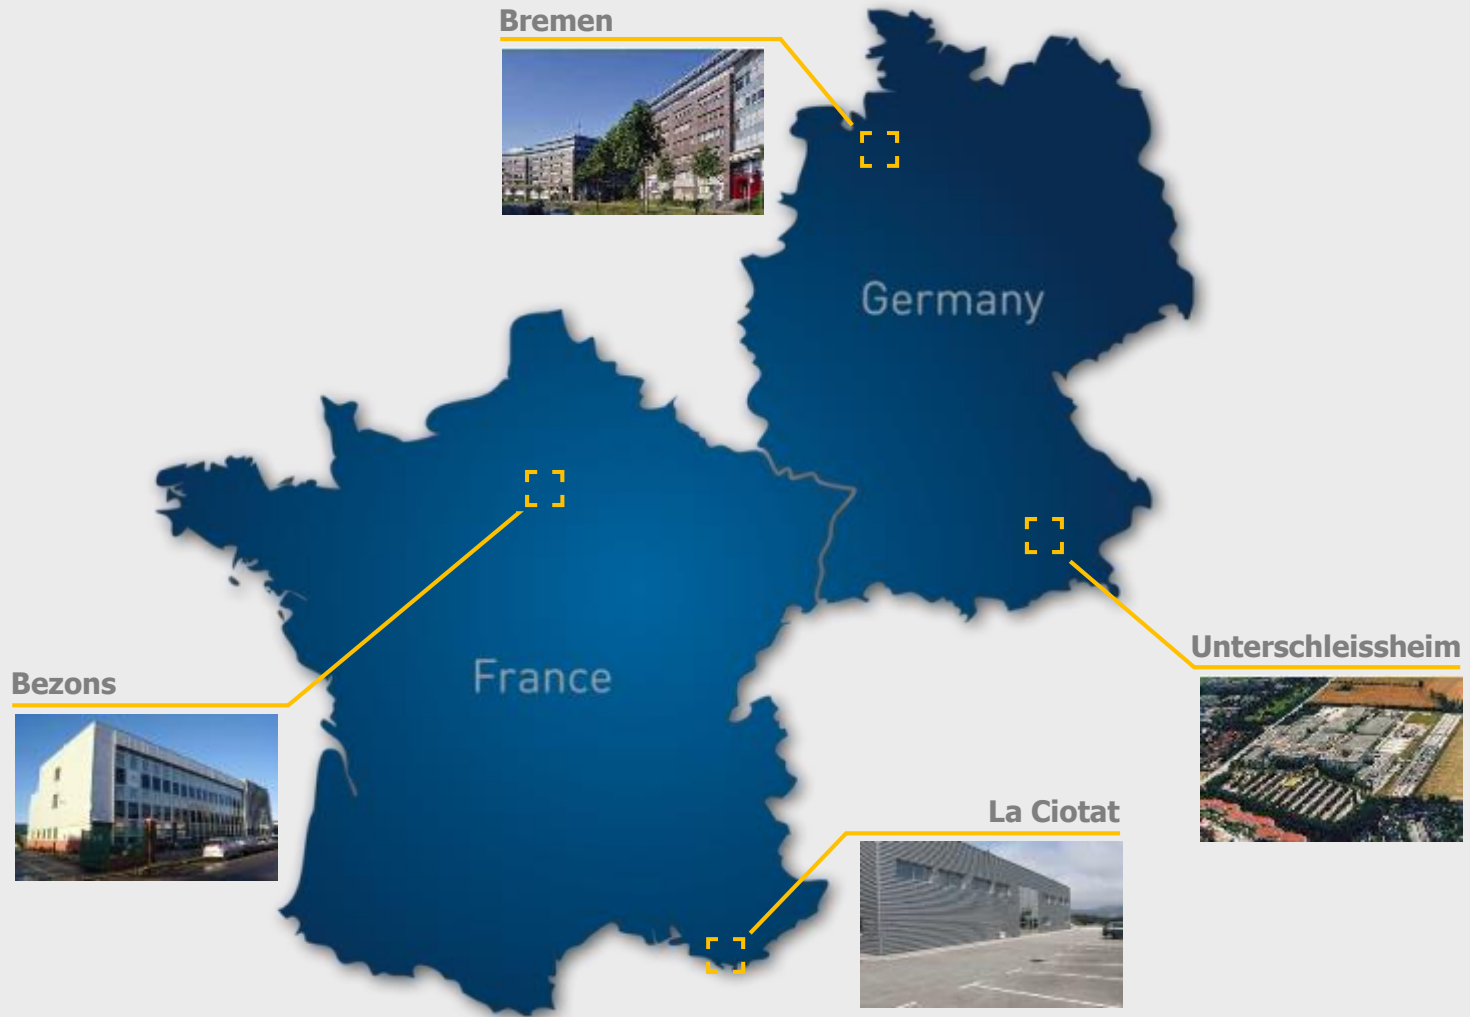 Bremen
Germany
France
Unterschleissheim
Bezons
La Ciotat